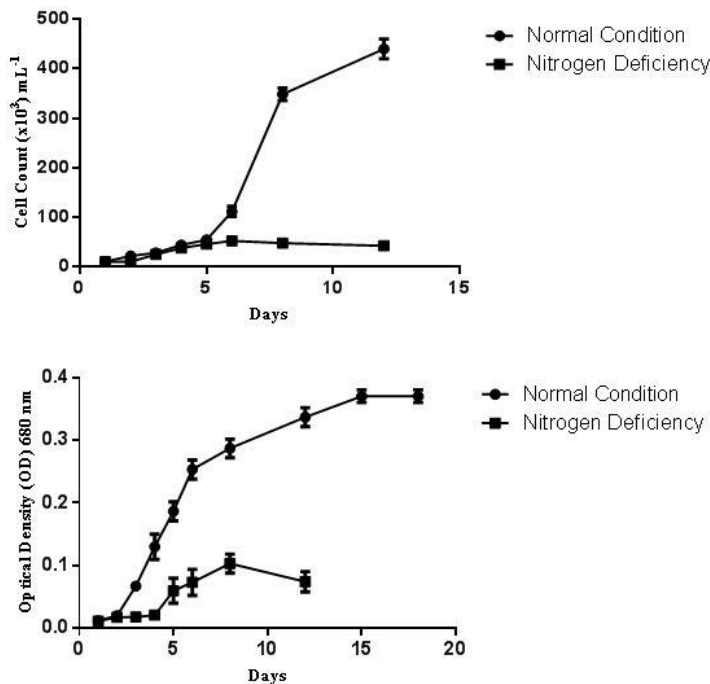 500
400
300
200
100
0
Cell Count (x10³) mL⁻¹
0 5 10 15
Days
Normal Condition
Nitrogen Deficiency
0.4
0.3
0.2
0.1
0.0
Optical Density (OD) 680 nm
0 5 10 15 20
Days
Normal Condition
Nitrogen Deficiency